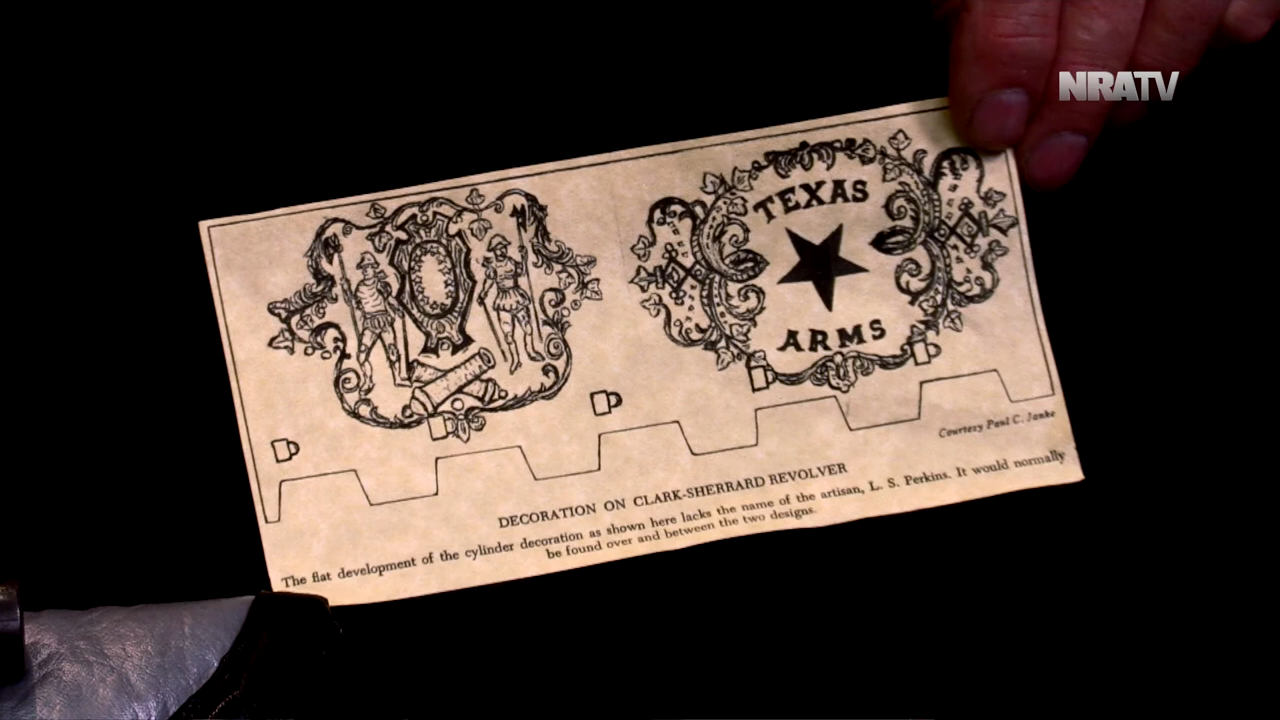 NRATV
TEXAS
ARMS
Courtesy Paul C. Janke
DECORATION ON CLARK-SHERRARD REVOLVER
The flat development of the cylinder decoration as shown here lacks the name of the artisan, L. S. Perkins. It would normally
be found over and between the two designs.